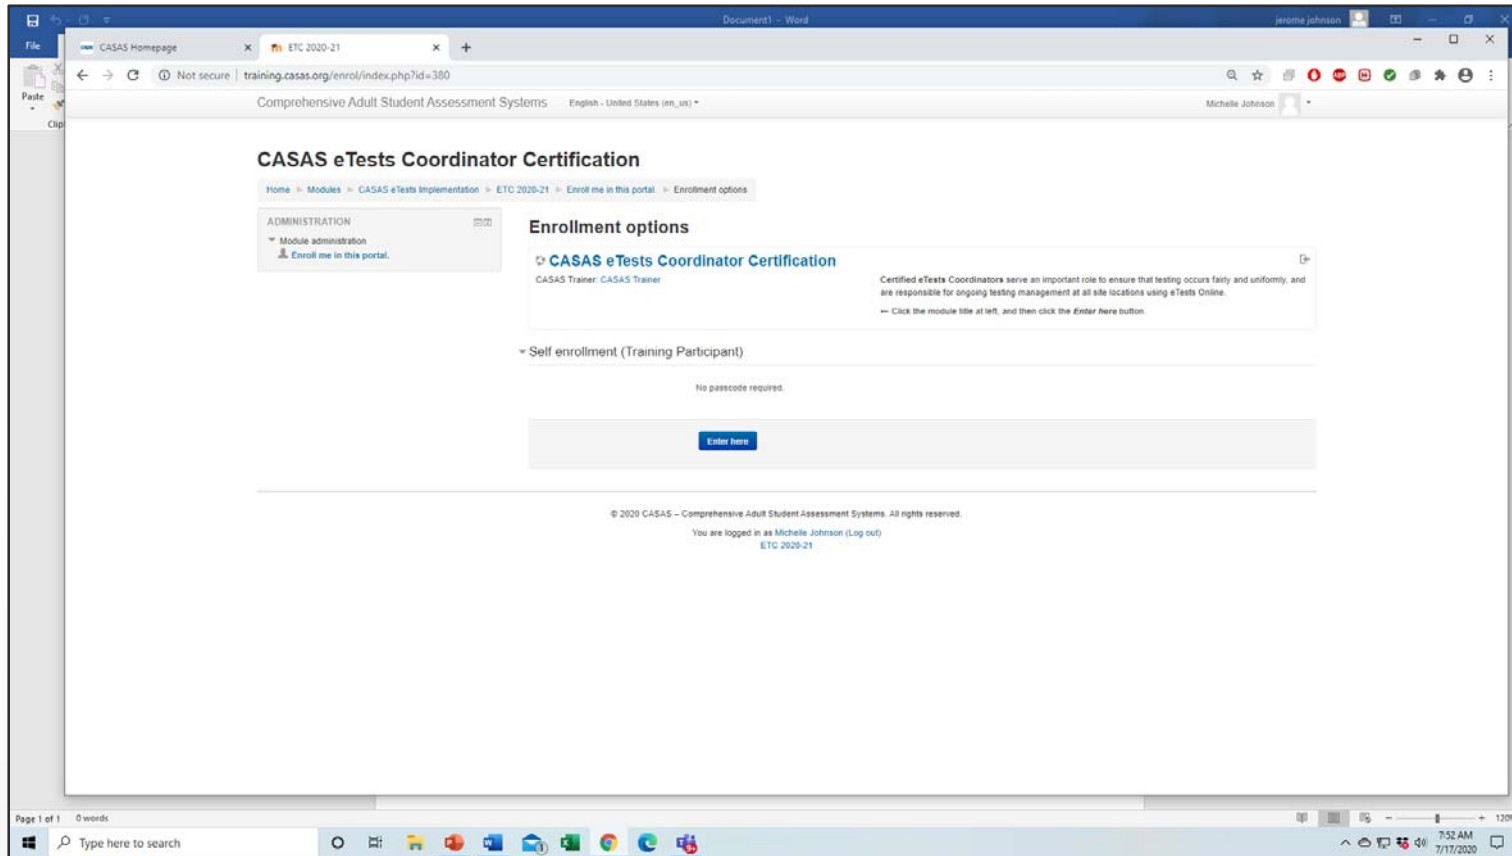 Document1 - Word
jerome johnson
File
CASAS Homepage
ETC 2020-21
Not secure | training.casas.org/enrol/index.php?id=380
ABP
Paste
Clip
Comprehensive Adult Student Assessment Systems English - United States (en_us)
Michelle Johnson
CASAS eTests Coordinator Certification
Home Modules CASAS eTests Implementation ETC 2020-21 Enroll me in this portal. Enrollment options
ADMINISTRATION
Module administration
Enroll me in this portal.
Enrollment options
CASAS eTests Coordinator Certification
CASAS Trainer: CASAS Trainer
Certified eTests Coordinators serve an important role to ensure that testing occurs fairly and uniformly, and
are responsible for ongoing testing management at all site locations using eTests Online.
← Click the module title at left, and then click the Enter here button.
Self enrollment (Training Participant)
No passcode required.
Enter here
© 2020 CASAS – Comprehensive Adult Student Assessment Systems. All rights reserved.
You are logged in as Michelle Johnson (Log out)
ETC 2020-21
Page 1 of 1 0 words
120%
Type here to search
7:52 AM
7/17/2020